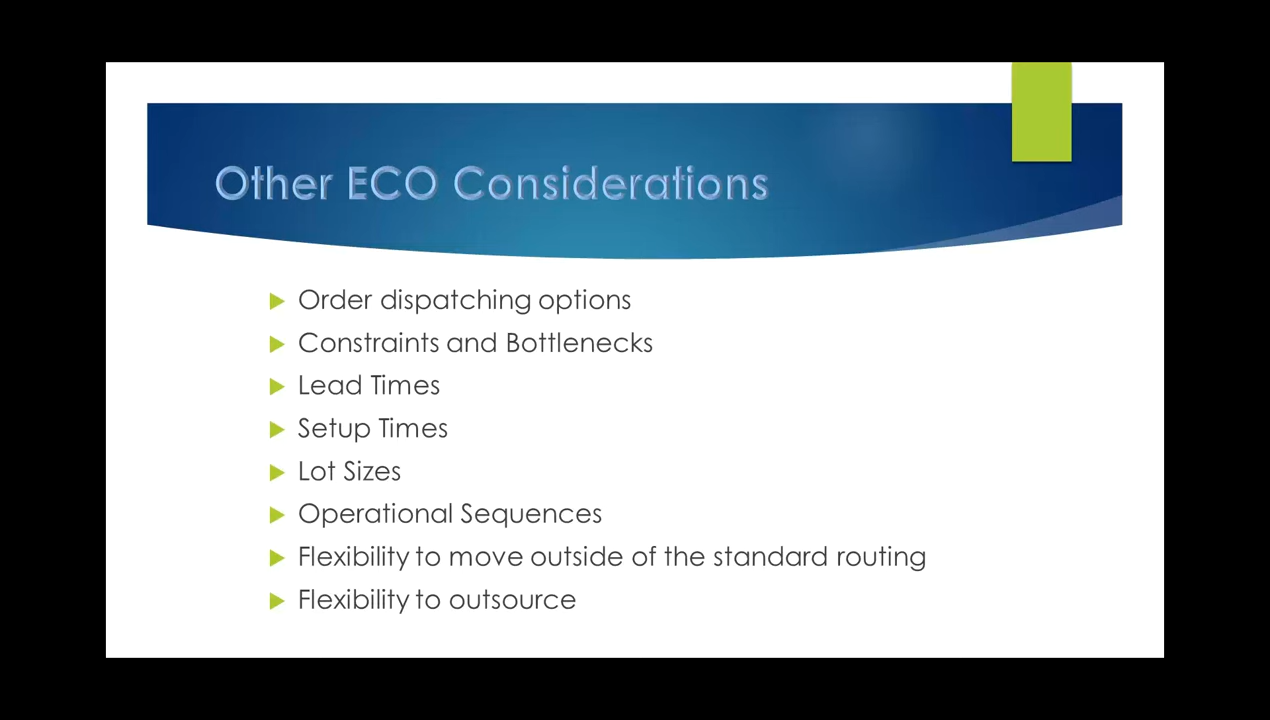 Other ECO Considerations
Order dispatching options
Constraints and Bottlenecks
Lead Times
Setup Times
Lot Sizes
Operational Sequences
Flexibility to move outside of the standard routing
Flexibility to outsource